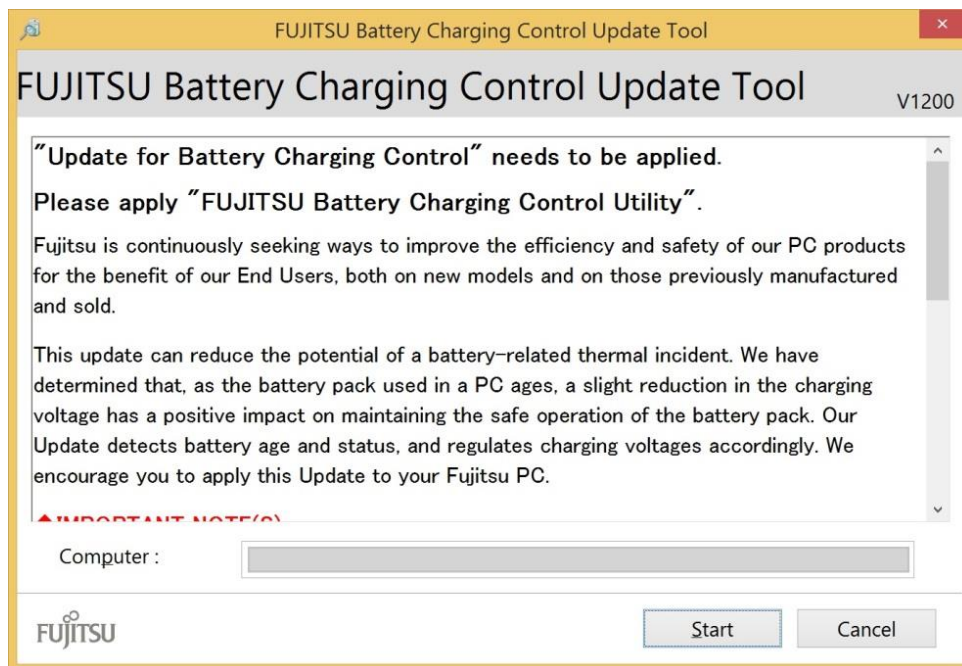 FUJITSU Battery Charging Control Update Tool
FUJITSU Battery Charging Control Update Tool
V1200
"Update for Battery Charging Control" needs to be applied.
Please apply "FUJITSU Battery Charging Control Utility".
Fujitsu is continuously seeking ways to improve the efficiency and safety of our PC products
for the benefit of our End Users, both on new models and on those previously manufactured
and sold.
This update can reduce the potential of a battery-related thermal incident. We have
determined that, as the battery pack used in a PC ages, a slight reduction in the charging
voltage has a positive impact on maintaining the safe operation of the battery pack. Our
Update detects battery age and status, and regulates charging voltages accordingly. We
encourage you to apply this Update to your Fujitsu PC.
◆IMPORTANT NOTE(S)
Computer :
FUJITSU
Start
Cancel